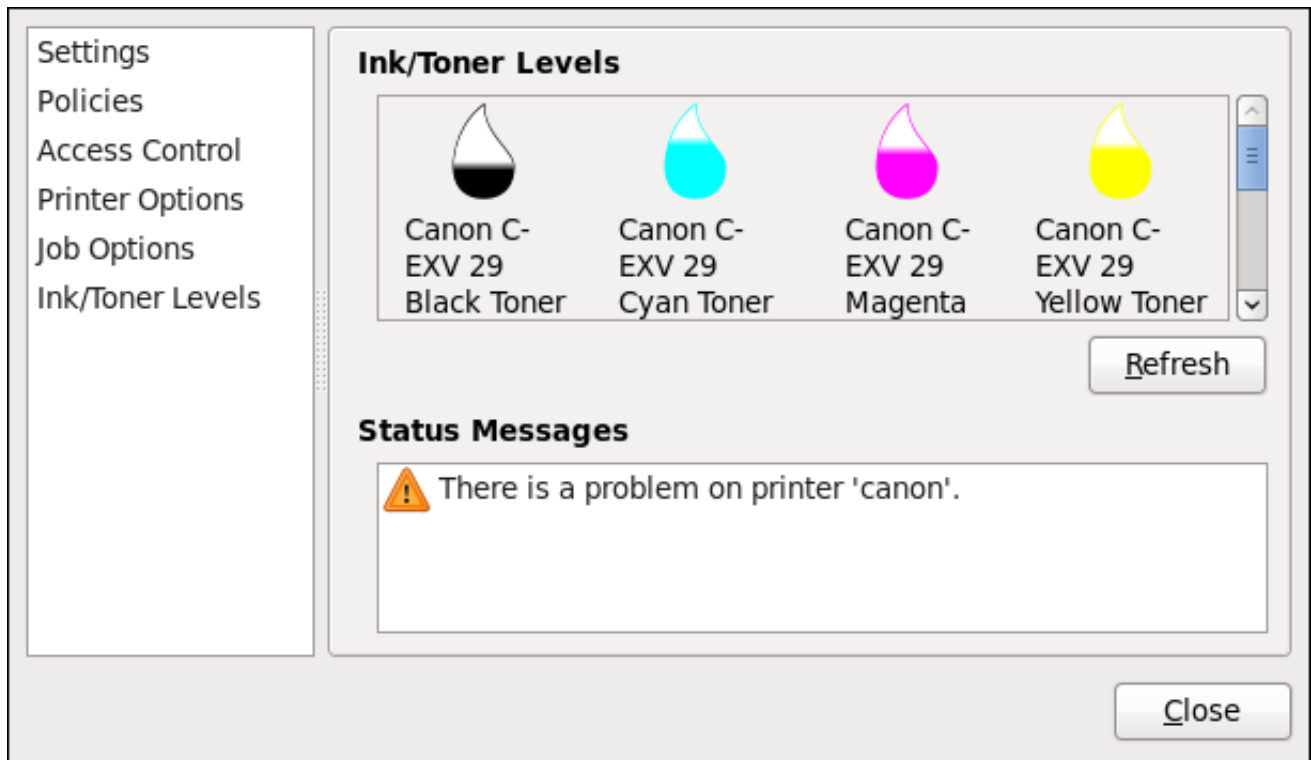 Settings
Policies
Access Control
Printer Options
Job Options
Ink/Toner Levels
Ink/Toner Levels
Canon C-
EXV 29
Black Toner
Canon C-
EXV 29
Cyan Toner
Canon C-
EXV 29
Magenta
Canon C-
EXV 29
Yellow Toner
Refresh
Status Messages
There is a problem on printer 'canon'.
Close